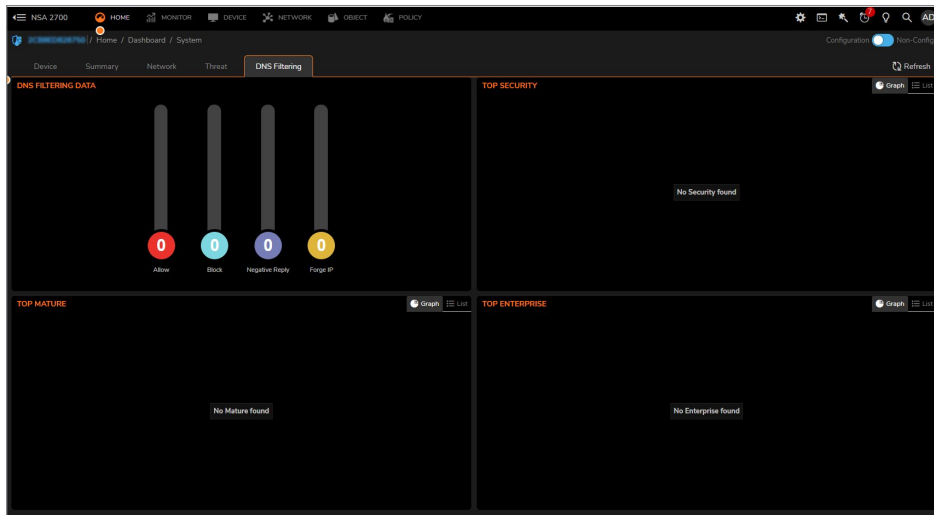 NSA 2700 HOME MONITOR DEVICE NETWORK OBJECT POLICY 7 AD
/ Home / Dashboard / System Configuration Non-Config
Device Summary Network Threat DNS Filtering Refresh
DNS FILTERING DATA
0 0 0 0
Allow Block Negative Reply Forge IP
TOP SECURITY Graph List
No Security found
TOP MATURE Graph List
No Mature found
TOP ENTERPRISE Graph List
No Enterprise found